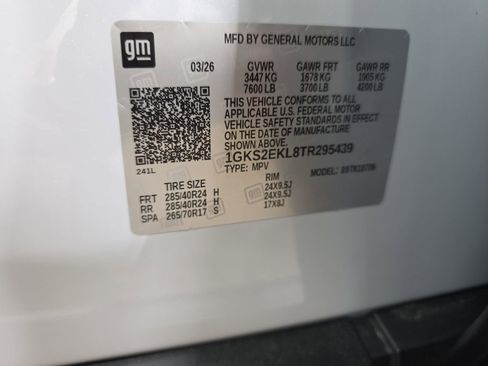 gm
MFD BY GENERAL MOTORS LLC
03/26 GVWR GAWR FRT GAWR RR
3447 KG 1678 KG 1905 KG
7600 LB 3700 LB 4200 LB
THIS VEHICLE CONFORMS TO ALL
APPLICABLE U.S. FEDERAL MOTOR
VEHICLE SAFETY STANDARDS IN EFFECT
ON THE DATE OF MANUFACTURE
SHOWN ABOVE.
1GKS2EKL8TR295439
241L TYPE: MPV MODEL:
TIRE SIZE RIM
FRT 285/40R24 H 24X9.5J
RR 285/40R24 H 24X9.5J
SPA 265/70R17 S 17X8J